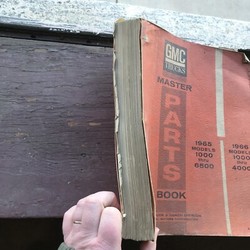 GMC
TRUCKS
MASTER
PARTS
BOOK
1965
MODELS
1000
thru
6500
1966
MODELS
1000
thru
4000